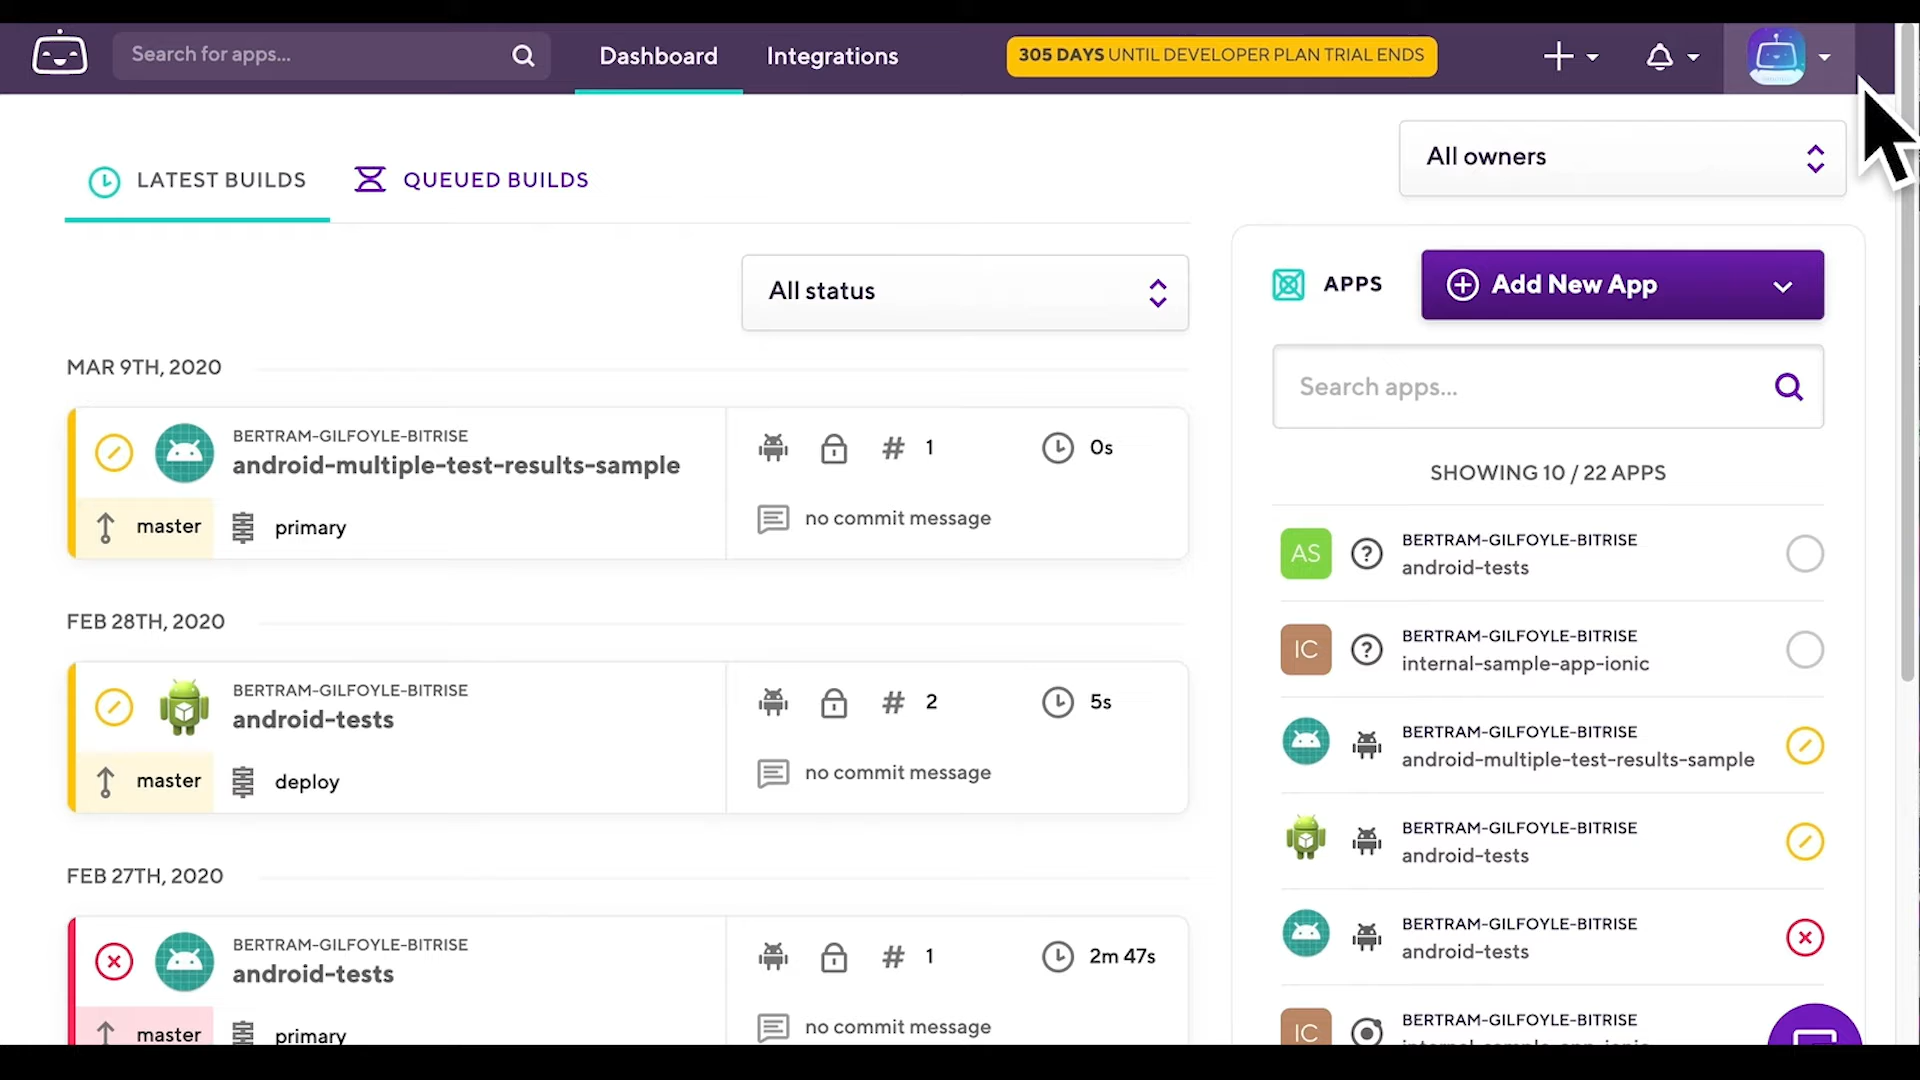 Search for apps...
Dashboard
Integrations
305 DAYS UNTIL DEVELOPER PLAN TRIAL ENDS
All owners
LATEST BUILDS
QUEUED BUILDS
All status
MAR 9TH, 2020
BERTRAM-GILFOYLE-BITRISE
android-multiple-test-results-sample
# 1
0s
master
primary
no commit message
FEB 28TH, 2020
BERTRAM-GILFOYLE-BITRISE
android-tests
# 2
5s
master
deploy
no commit message
FEB 27TH, 2020
BERTRAM-GILFOYLE-BITRISE
android-tests
# 1
2m 47s
master
primary
no commit message
APPS
Add New App
Search apps...
SHOWING 10 / 22 APPS
AS
BERTRAM-GILFOYLE-BITRISE
android-tests
IC
BERTRAM-GILFOYLE-BITRISE
internal-sample-app-ionic
BERTRAM-GILFOYLE-BITRISE
android-multiple-test-results-sample
BERTRAM-GILFOYLE-BITRISE
android-tests
BERTRAM-GILFOYLE-BITRISE
android-tests
IC
BERTRAM-GILFOYLE-BITRISE